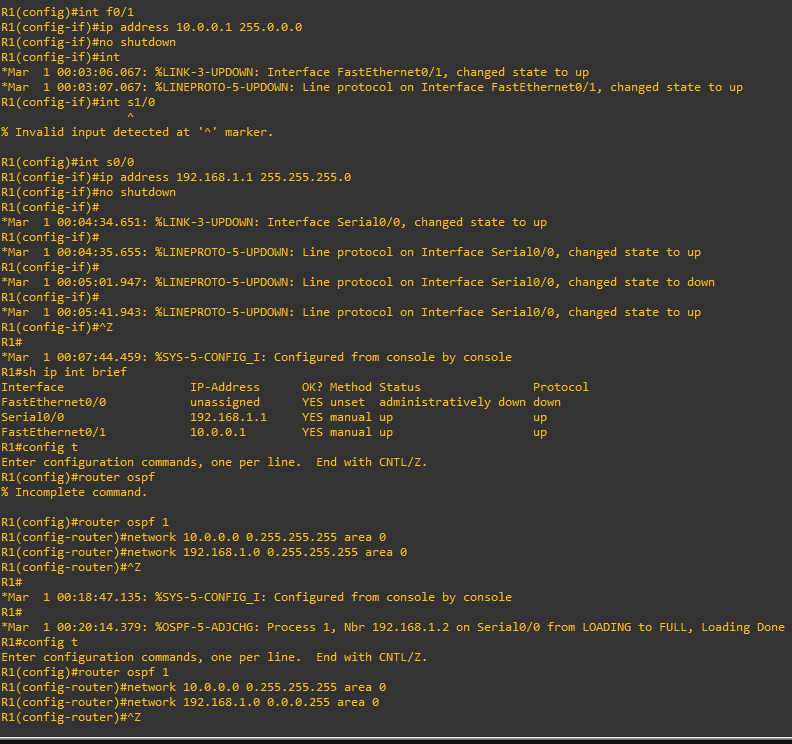 R1(config)#int f0/1
R1(config-if)#ip address 10.0.0.1 255.0.0.0
R1(config-if)#no shutdown
R1(config-if)#int
*Mar  1 00:03:06.067: %LINK-3-UPDOWN: Interface FastEthernet0/1, changed state to up
*Mar  1 00:03:07.067: %LINEPROTO-5-UPDOWN: Line protocol on Interface FastEthernet0/1, changed state to up
R1(config-if)#int s1/0
                  ^
% Invalid input detected at '^' marker.

R1(config)#int s0/0
R1(config-if)#ip address 192.168.1.1 255.255.255.0
R1(config-if)#no shutdown
R1(config-if)#
*Mar  1 00:04:34.651: %LINK-3-UPDOWN: Interface Serial0/0, changed state to up
R1(config-if)#
*Mar  1 00:04:35.655: %LINEPROTO-5-UPDOWN: Line protocol on Interface Serial0/0, changed state to up
R1(config-if)#
*Mar  1 00:05:01.947: %LINEPROTO-5-UPDOWN: Line protocol on Interface Serial0/0, changed state to down
R1(config-if)#
*Mar  1 00:05:41.943: %LINEPROTO-5-UPDOWN: Line protocol on Interface Serial0/0, changed state to up
R1(config-if)#^Z
R1#
*Mar  1 00:07:44.459: %SYS-5-CONFIG_I: Configured from console by console
R1#sh ip int brief
Interface                  IP-Address      OK? Method Status                Protocol
FastEthernet0/0            unassigned      YES unset  administratively down down
Serial0/0                  192.168.1.1     YES manual up                    up
FastEthernet0/1            10.0.0.1        YES manual up                    up
R1#config t
Enter configuration commands, one per line.  End with CNTL/Z.
R1(config)#router ospf
% Incomplete command.

R1(config)#router ospf 1
R1(config-router)#network 10.0.0.0 0.255.255.255 area 0
R1(config-router)#network 192.168.1.0 0.255.255.255 area 0
R1(config-router)#^Z
R1#
*Mar  1 00:18:47.135: %SYS-5-CONFIG_I: Configured from console by console
R1#
*Mar  1 00:20:14.379: %OSPF-5-ADJCHG: Process 1, Nbr 192.168.1.2 on Serial0/0 from LOADING to FULL, Loading Done
R1#config t
Enter configuration commands, one per line.  End with CNTL/Z.
R1(config)#router ospf 1
R1(config-router)#network 10.0.0.0 0.255.255.255 area 0
R1(config-router)#network 192.168.1.0 0.0.0.255 area 0
R1(config-router)#^Z